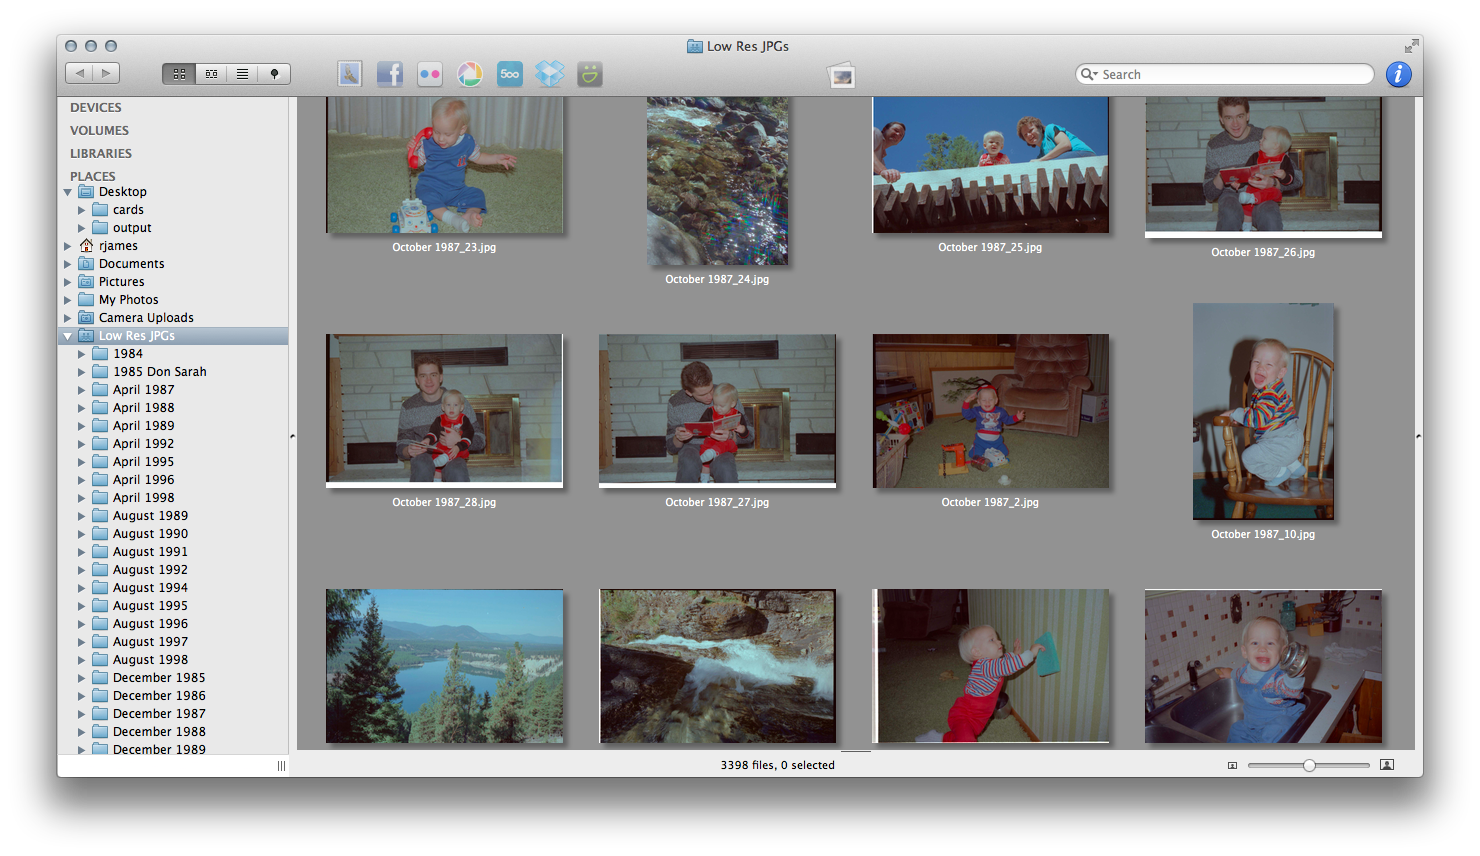 Low Res JPGs
500
Search
i
DEVICES
VOLUMES
LIBRARIES
PLACES
Desktop
cards
output
rjames
Documents
Pictures
My Photos
Camera Uploads
Low Res JPGs
1984
1985 Don Sarah
April 1987
April 1988
April 1989
April 1992
April 1995
April 1996
April 1998
August 1989
August 1990
August 1991
August 1992
August 1994
August 1995
August 1996
August 1997
August 1998
December 1985
December 1986
December 1987
December 1988
December 1989
October 1987_23.jpg
October 1987_24.jpg
October 1987_25.jpg
October 1987_26.jpg
October 1987_28.jpg
October 1987_27.jpg
October 1987_2.jpg
October 1987_10.jpg
3398 files, 0 selected